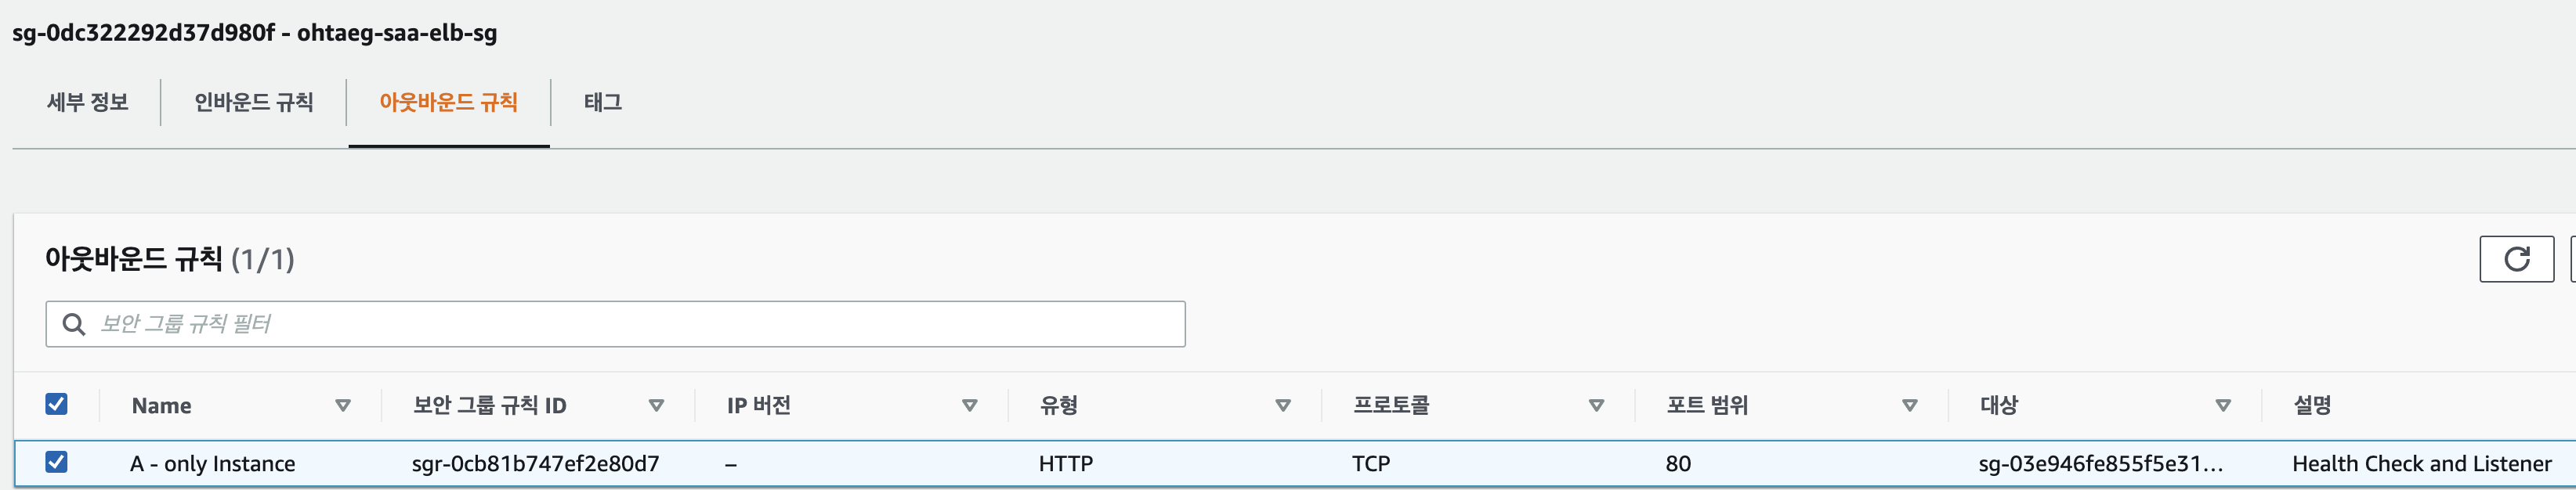 sg-0dc322292d37d980f - ohtaeg-saa-elb-sg
세부 정보 인바운드 규칙 아웃바운드 규칙 태그
아웃바운드 규칙 (1/1)
보안 그룹 규칙 필터
Name 보안 그룹 규칙 ID IP 버전 유형 프로토콜 포트 범위 대상 설명
A - only Instance sgr-0cb81b747ef2e80d7 – HTTP TCP 80 sg-03e946fe855f5e31... Health Check and Listener